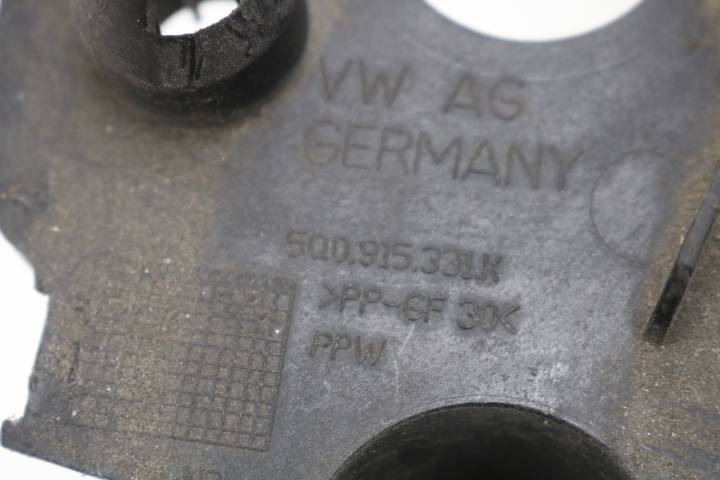 VW AG
GERMANY
5Q0.915.331.K
>PP-GF 30<
PPW